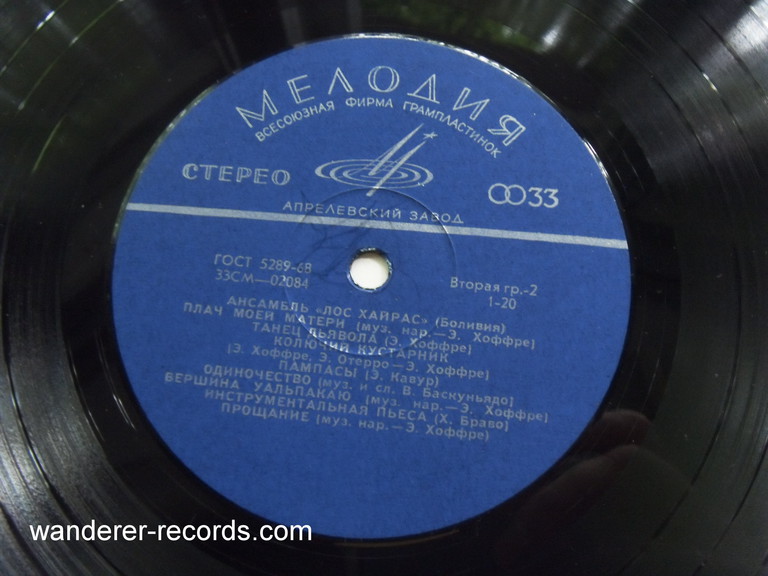 МЕЛОДИЯ
ВСЕСОЮЗНАЯ ФИРМА ГРАМПЛАСТИНОК
СТЕРЕО
33
АПРЕЛЕВСКИЙ ЗАВОД
ГОСТ 5289-68
33СМ—02084
Вторая гр.-2
1-20
АНСАМБЛЬ «ЛОС ХАЙРАС» (Боливия)
ПЛАЧ МОЕЙ МАТЕРИ (муз. нар.—Э. Хоффре)
ТАНЕЦ ДЬЯВОЛА (Э. Хоффре)
КОЛЮЧИЙ КУСТАРНИК
(Э. Хоффре, Э. Отерро—Э. Хоффре)
ПАМПАСЫ (Э. Кавур)
ОДИНОЧЕСТВО (муз. и сл. В. Баскуньядо)
ВЕРШИНА УАЛЬПАКАЮ (муз. нар.—Э. Хоффре)
ИНСТРУМЕНТАЛЬНАЯ ПЬЕСА (Х. Браво)
ПРОЩАНИЕ (муз. нар.—Э. Хоффре)
wanderer-records.com